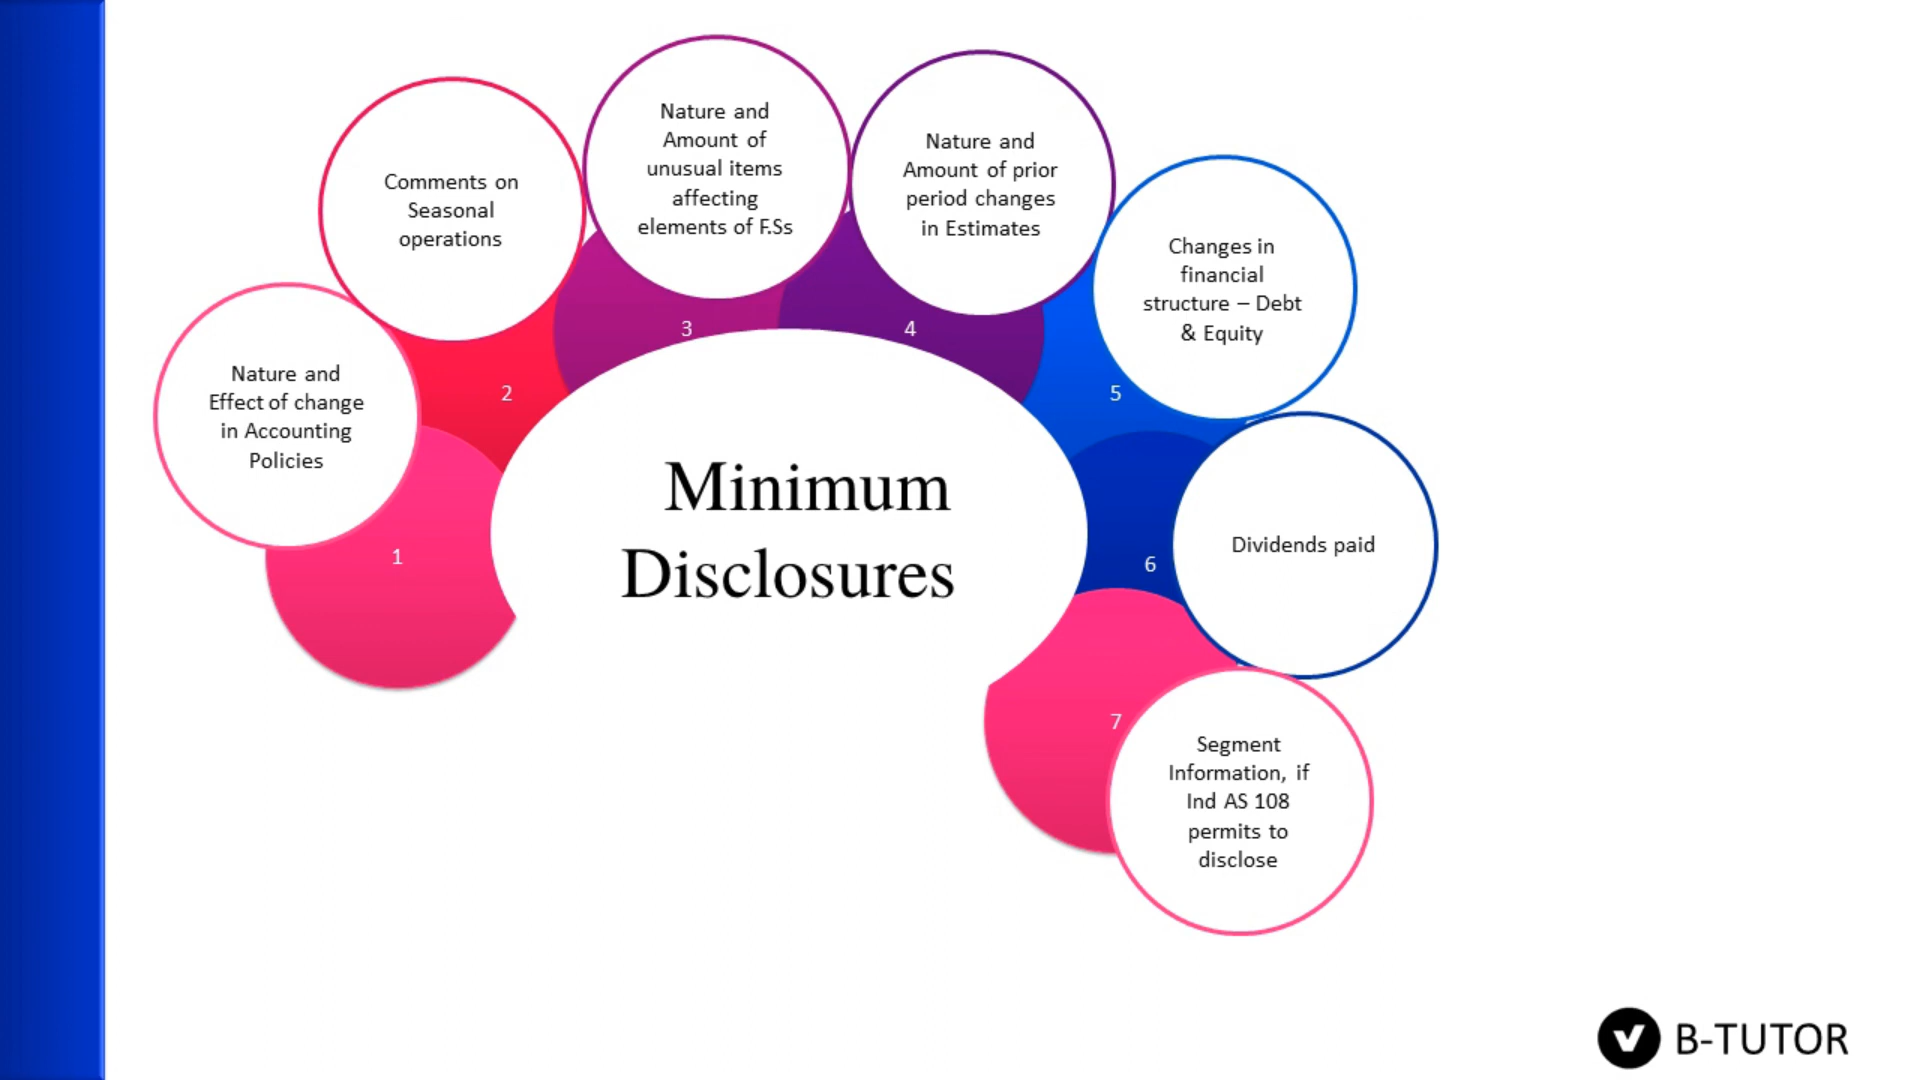 Nature and
Effect of change
in Accounting
Policies
1
Comments on
Seasonal
operations
2
Nature and
Amount of
unusual items
affecting
elements of F.Ss
3
Nature and
Amount of prior
period changes
in Estimates
4
Changes in
financial
structure – Debt
& Equity
5
Dividends paid
6
Segment
Information, if
Ind AS 108
permits to
disclose
7
Minimum
Disclosures
B-TUTOR